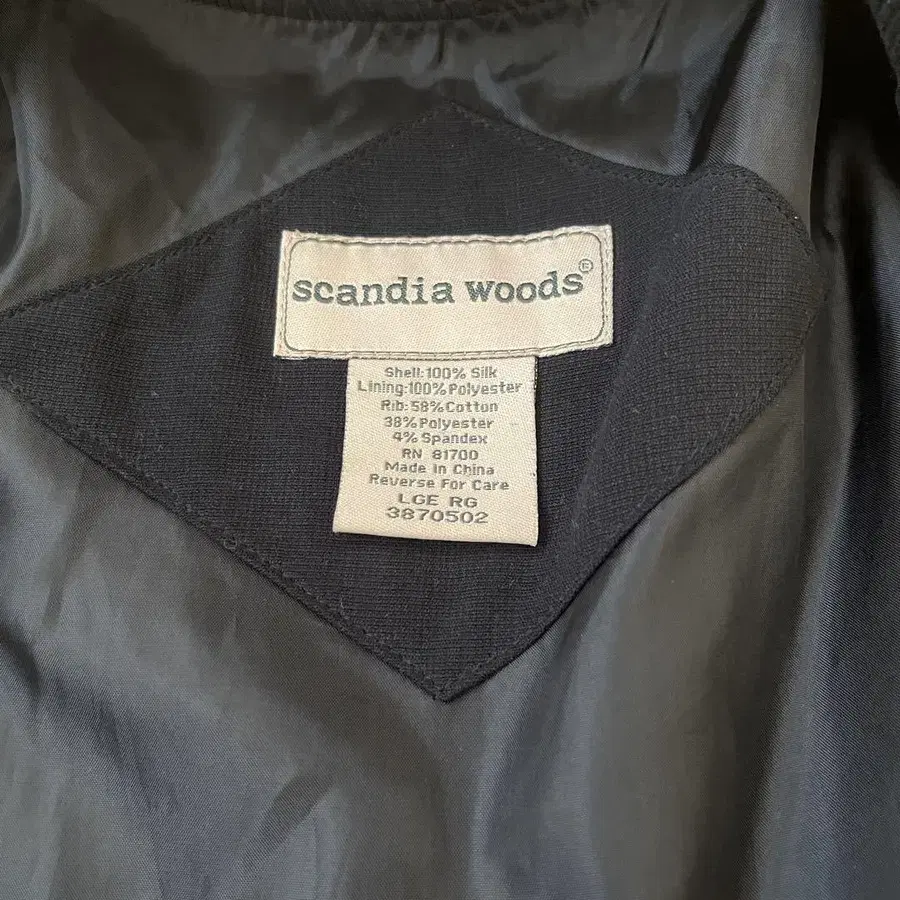 scandia woods®
Shell:100% Silk
Lining:100% Polyester
Rib:58% Cotton
38% Polyester
4% Spandex
RN 81700
Made In China
Reverse For Care
LGE RG
3870502